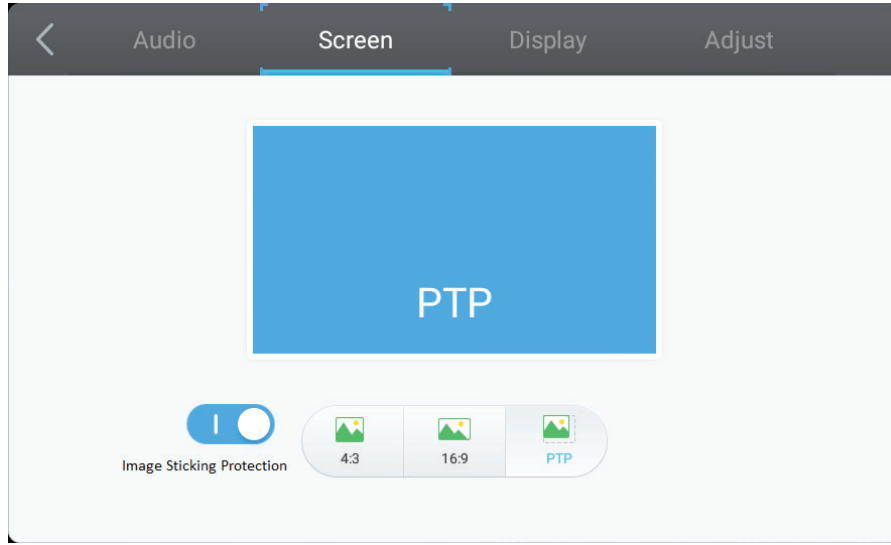 Audio Screen Display Adjust
PTP
Image Sticking Protection
4:3 16:9 PTP